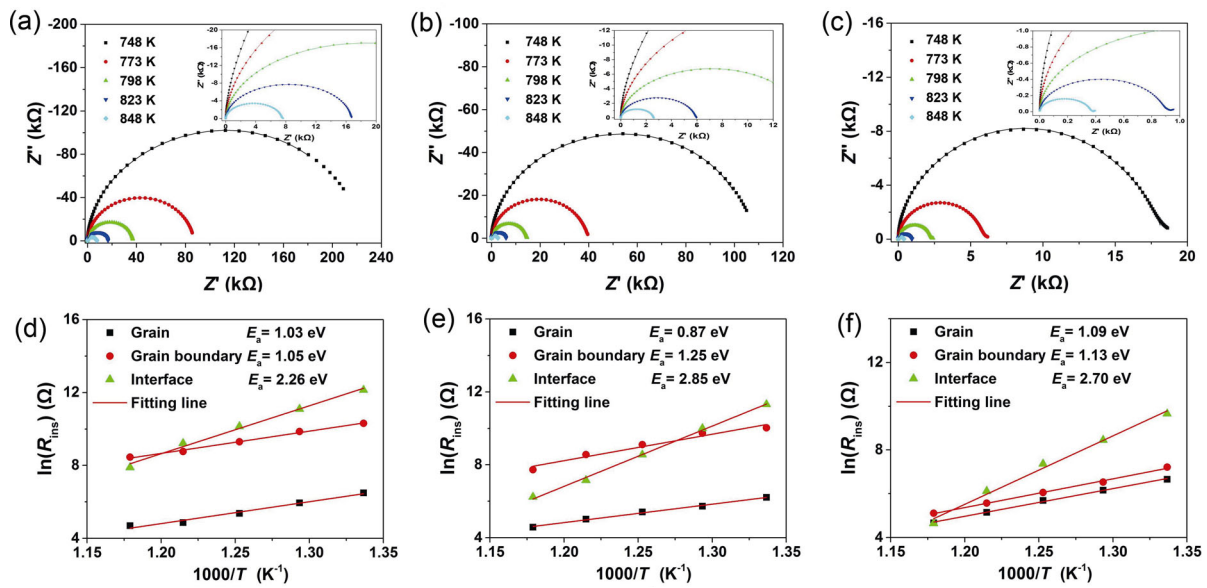 (a)
-200
-160
-120
-80
-40
0
Z'' (kΩ)
748 K
773 K
798 K
823 K
848 K
-20
-16
-12
-8
-4
0
Z'' (kΩ)
0 4 8 12 16 20
Z' (kΩ)
0 40 80 120 160 200 240
Z' (kΩ)
(b)
-100
-80
-60
-40
-20
0
Z'' (kΩ)
748 K
773 K
798 K
823 K
848 K
-12
-10
-8
-6
-4
-2
0
Z'' (kΩ)
0 2 4 6 8 10 12
Z' (kΩ)
0 20 40 60 80 100 120
Z' (kΩ)
(c)
-16
-12
-8
-4
0
Z'' (kΩ)
748 K
773 K
798 K
823 K
848 K
-1.0
-0.8
-0.6
-0.4
-0.2
-0.0
Z'' (kΩ)
0.0 0.2 0.4 0.6 0.8 1.0
Z' (kΩ)
0 5 10 15 20
Z' (kΩ)
(d)
16
12
8
4
ln(Rins) (Ω)
Grain Ea= 1.03 eV
Grain boundary Ea= 1.05 eV
Interface Ea= 2.26 eV
Fitting line
1.15 1.20 1.25 1.30 1.35
1000/T (K-1)
(e)
16
12
8
4
ln(Rins) (Ω)
Grain Ea= 0.87 eV
Grain boundary Ea= 1.25 eV
Interface Ea= 2.85 eV
Fitting line
1.15 1.20 1.25 1.30 1.35
1000/T (K-1)
(f)
16
12
8
4
ln(Rins) (Ω)
Grain Ea= 1.09 eV
Grain boundary Ea= 1.13 eV
Interface Ea= 2.70 eV
Fitting line
1.15 1.20 1.25 1.30 1.35
1000/T (K-1)